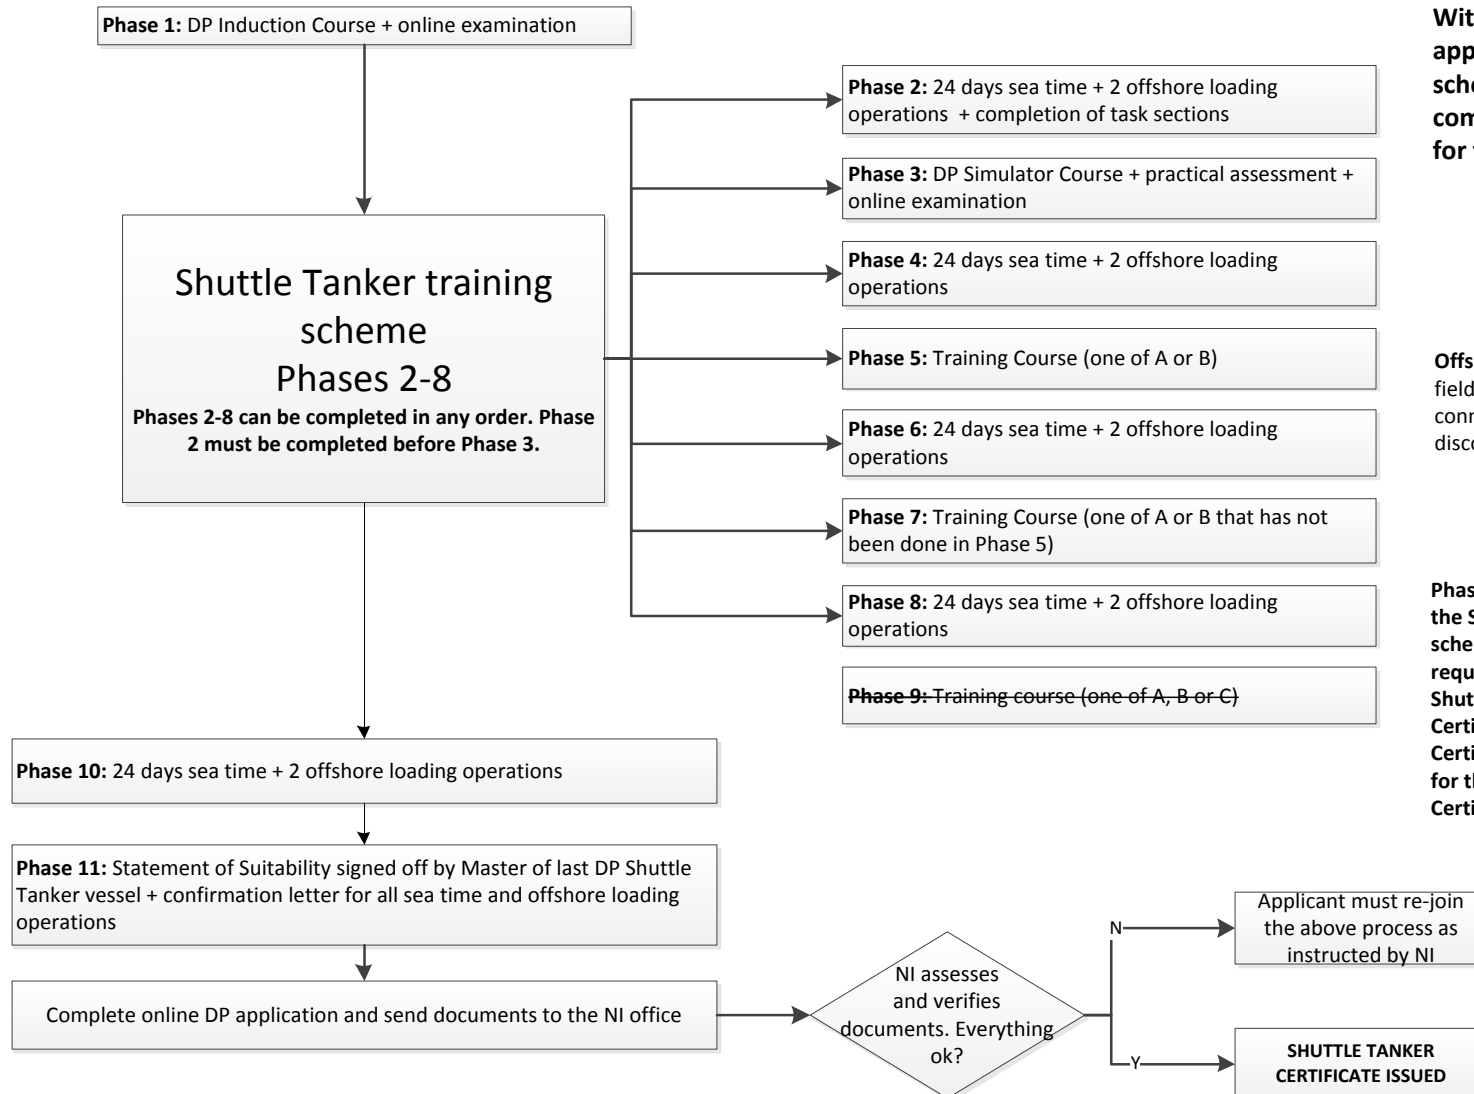 Phase 1: DP Induction Course + online examination
Phase 2: 24 days sea time + 2 offshore loading
operations + completion of task sections
Phase 3: DP Simulator Course + practical assessment +
online examination
Shuttle Tanker training
scheme
Phases 2-8
Phases 2-8 can be completed in any order. Phase
2 must be completed before Phase 3.
Phase 4: 24 days sea time + 2 offshore loading
operations
Phase 5: Training Course (one of A or B)
Phase 6: 24 days sea time + 2 offshore loading
operations
Phase 7: Training Course (one of A or B that has not
been done in Phase 5)
Phase 8: 24 days sea time + 2 offshore loading
operations
Phase 9: Training course (one of A, B or C)
Phase 10: 24 days sea time + 2 offshore loading operations
Phase 11: Statement of Suitability signed off by Master of last DP Shuttle
Tanker vessel + confirmation letter for all sea time and offshore loading
operations
Complete online DP application and send documents to the NI office
NI assesses
and verifies
documents. Everything
ok?
N
Applicant must re-join
the above process as
instructed by NI
Y
SHUTTLE TANKER
CERTIFICATE ISSUED
for
field
the
for